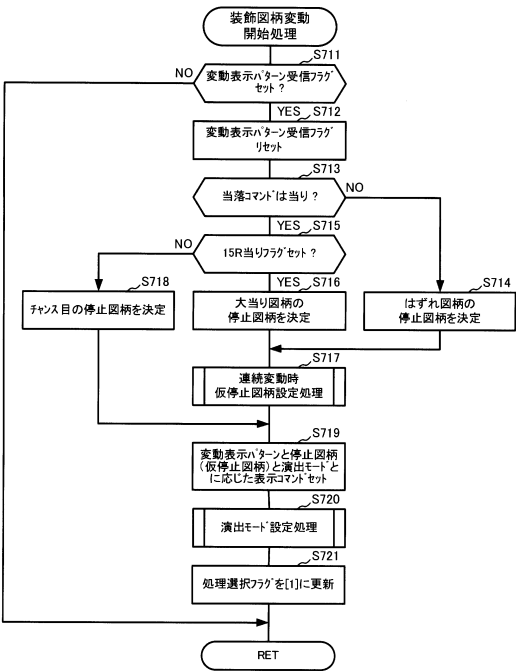 装飾図柄変動
開始処理
S711
変動表示パターン受信フラグ
セット?
NO
YES
S712
変動表示パターン受信フラグ
リセット
S713
当落コマンドは当り?
NO
YES
S715
15R当りフラグセット?
NO
YES
S716
S718
S714
チャンス目の停止図柄を決定
大当り図柄の
停止図柄を決定
はずれ図柄の
停止図柄を決定
S717
連続変動時
仮停止図柄設定処理
S719
変動表示パターンと停止図柄
(仮停止図柄)と演出モードと
に応じた表示コマンドセット
S720
演出モード設定処理
S721
処理選択フラグを[1]に更新
RET